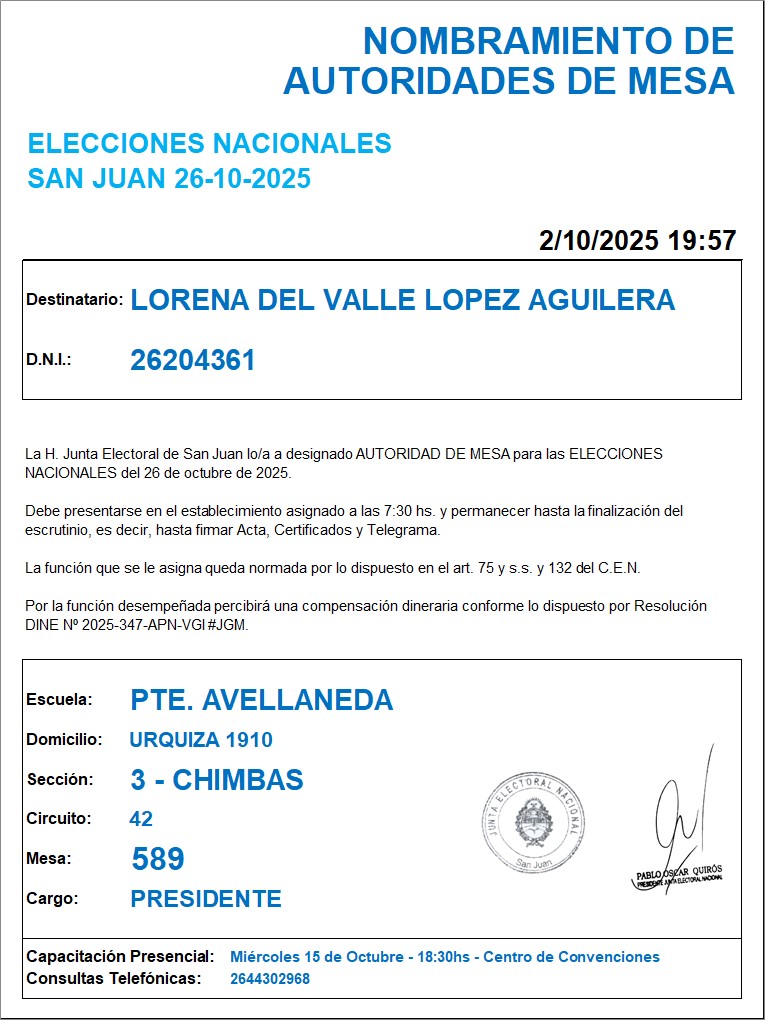 NOMBRAMIENTO DE
AUTORIDADES DE MESA
ELECCIONES NACIONALES
SAN JUAN 26-10-2025
2/10/2025 19:57
Destinatario: LORENA DEL VALLE LOPEZ AGUILERA
D.N.I.: 26204361
La H. Junta Electoral de San Juan lo/a a designado AUTORIDAD DE MESA para las ELECCIONES
NACIONALES del 26 de octubre de 2025.
Debe presentarse en el establecimiento asignado a las 7:30 hs. y permanecer hasta la finalización del
escrutinio, es decir, hasta firmar Acta, Certificados y Telegrama.
La función que se le asigna queda normada por lo dispuesto en el art. 75 y s.s. y 132 del C.E.N.
Por la función desempeñada percibirá una compensación dineraria conforme lo dispuesto por Resolución
DINE Nº 2025-347-APN-VGI#JGM.
Escuela: PTE. AVELLANEDA
Domicilio: URQUIZA 1910
Sección: 3 - CHIMBAS
Circuito: 42
Mesa: 589
Cargo: PRESIDENTE
JUNTA ELECTORAL NACIONAL
San Juan
PABLO OSCAR QUIRÓS
PRESIDENTE JUNTA ELECTORAL NACIONAL
Capacitación Presencial: Miércoles 15 de Octubre - 18:30hs - Centro de Convenciones
Consultas Telefónicas: 2644302968